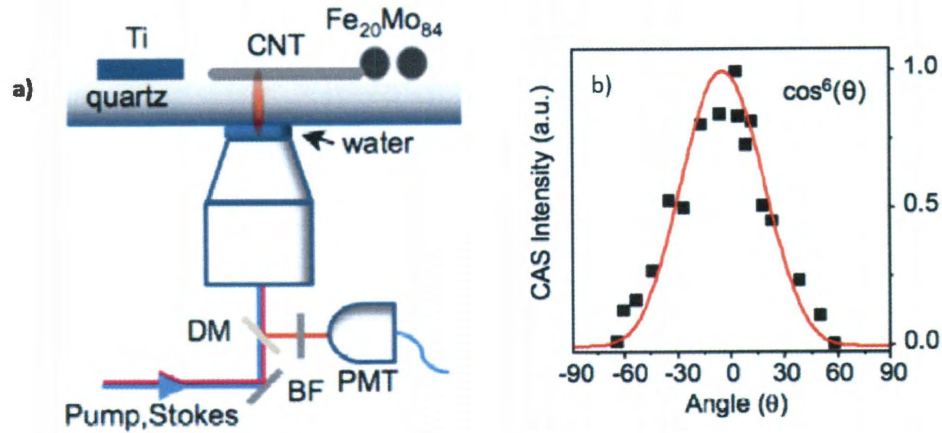 a)
Ti
quartz
CNT
Fe₂₀Mo₈₄
water
DM
BF
PMT
Pump,Stokes
b)
cos⁶(θ)
CAS Intensity (a.u.)
1.0
0.5
0.0
-90 -60 -30 0 30 60 90
Angle (θ)